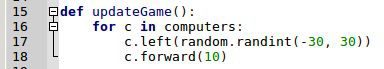 15 def updateGame():
16     for c in computers:
17         c.left(random.randint(-30, 30))
18         c.forward(10)